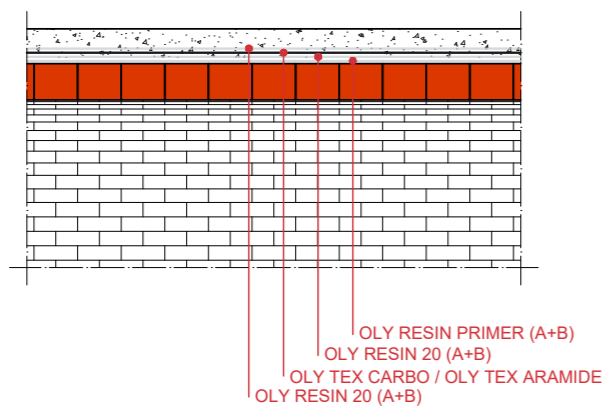 OLY RESIN PRIMER (A+B)
OLY RESIN 20 (A+B)
OLY TEX CARBO / OLY TEX ARAMIDE
OLY RESIN 20 (A+B)